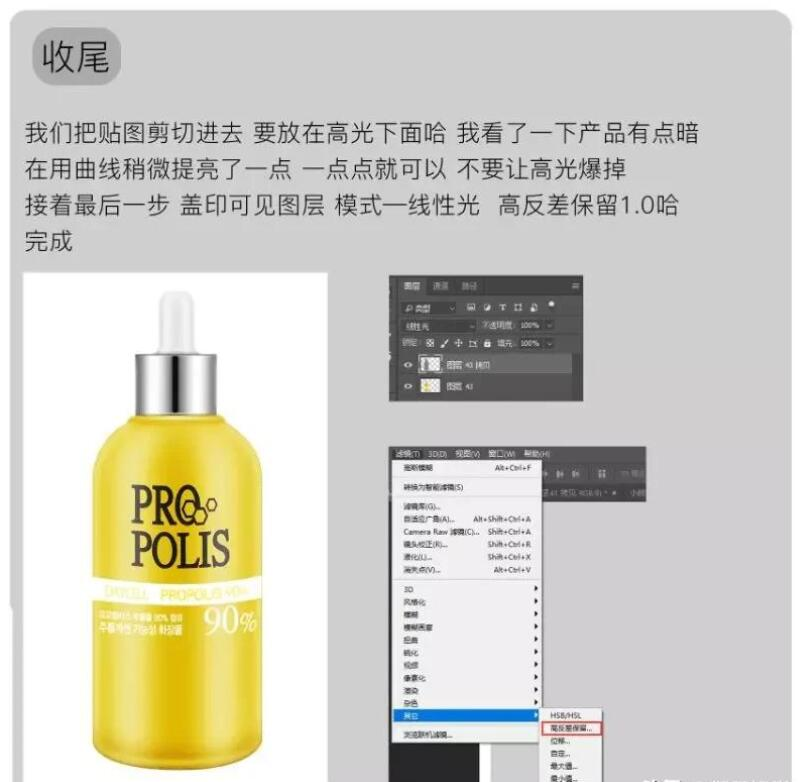 收尾
我们把贴图剪切进去 要放在高光下面哈 我看了一下产品有点暗
在用曲线稍微提亮了一点 一点点就可以 不要让高光爆掉
接着最后一步 盖印可见图层 模式—线性光 高反差保留1.0哈
完成
PRO
POLIS
PROPOLIS
90%
图层 通道 路径
类型
线性光 不透明度: 100%
锁定: 填充: 100%
图层 43 拷贝
图层 43
滤镜(T) 3D(D) 视图(V) 窗口(W) 帮助(H)
高斯模糊 Alt+Ctrl+F
转换为智能滤镜(S)
滤镜库(G)...
自适应广角(A)... Alt+Shift+Ctrl+A
Camera Raw 滤镜(C)... Shift+Ctrl+A
镜头校正(R)... Shift+Ctrl+R
液化(L)... Shift+Ctrl+X
消失点(V)... Alt+Ctrl+V
3D
风格化
模糊
模糊画廊
扭曲
锐化
视频
像素化
渲染
杂色
其它
浏览联机滤镜...
HSB/HSL
高反差保留...
位移...
自定...
最大值...
最小值...